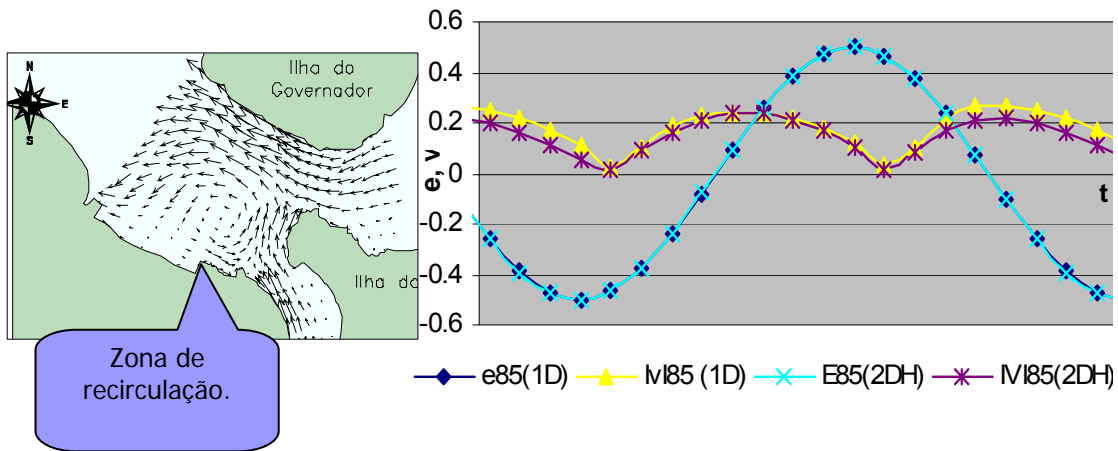 N
E
S
Ilha do
Governador
Ilha do
Zona de
recirculação.
0.6
0.4
0.2
0
-0.2
-0.4
-0.6
e, v
t
e85(1D)
IvI85 (1D)
E85(2DH)
IVI85(2DH)